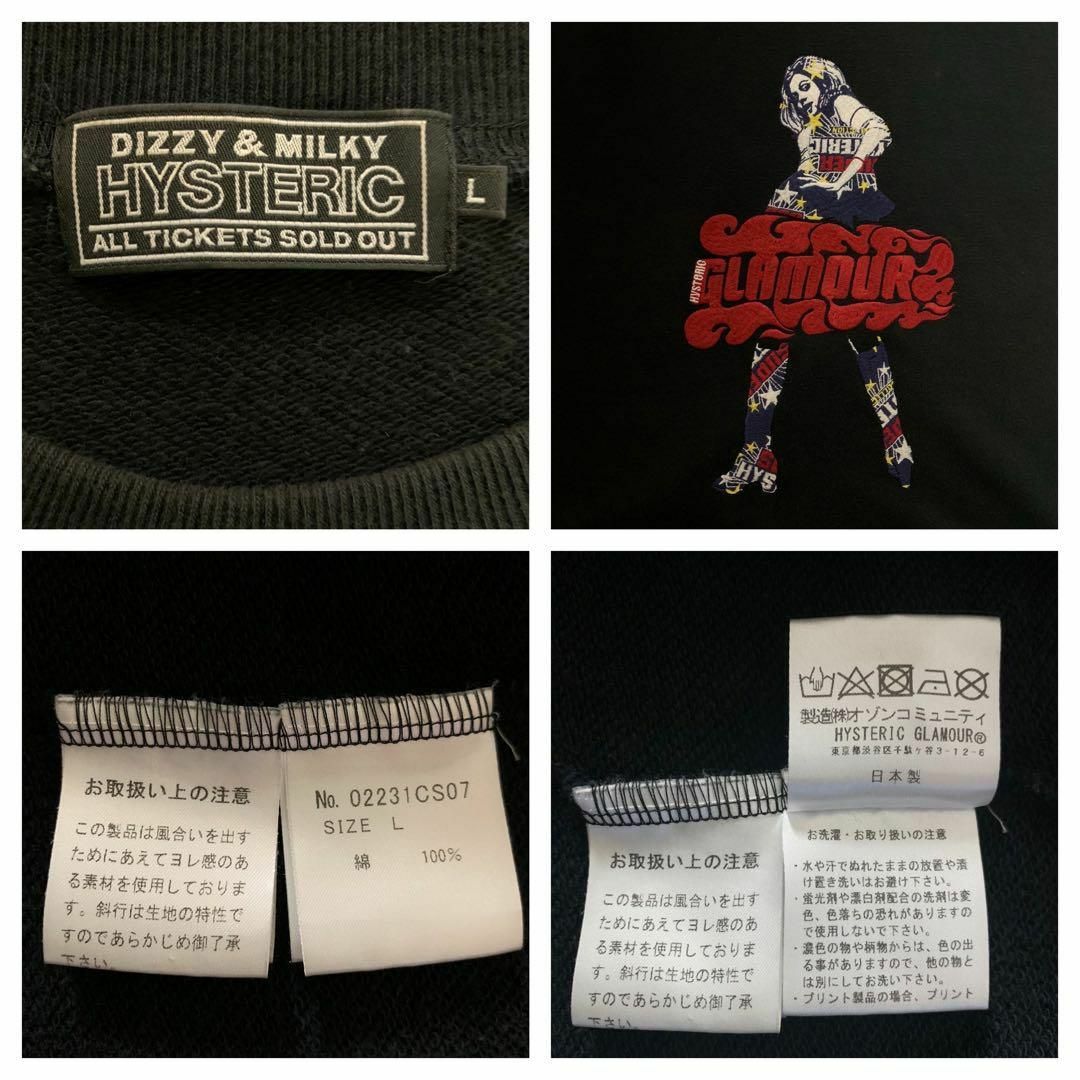 DIZZY & MILKY
HYSTERIC
ALL TICKETS SOLD OUT
L
HYSTERIC
GLAMOUR
HYS
お取扱い上の注意
この製品は風合いを出す
ためにあえてヨレ感のあ
る素材を使用しておりま
す。斜行は生地の特性で
すのであらかじめ御了承
下さい
No. 02231CS07
SIZE L
綿 100%
製造㈱オゾンコミュニティ
HYSTERIC GLAMOUR®
東京都渋谷区千駄ヶ谷3-12-6
日本製
お取扱い上の注意
この製品は風合いを出す
ためにあえてヨレ感のあ
る素材を使用しておりま
す。斜行は生地の特性で
すのであらかじめ御了承
下さい
お洗濯・お取り扱いの注意
・水や汗でぬれたままの放置や漬
け置き洗いはお避け下さい。
・蛍光剤や漂白剤配合の洗剤は変
色、色落ちの恐れがありますの
で使用しないで下さい。
・濃色の物や柄物からは、色の出
る事がありますので、他の物と
は別にしてお洗い下さい。
・プリント製品の場合、プリント